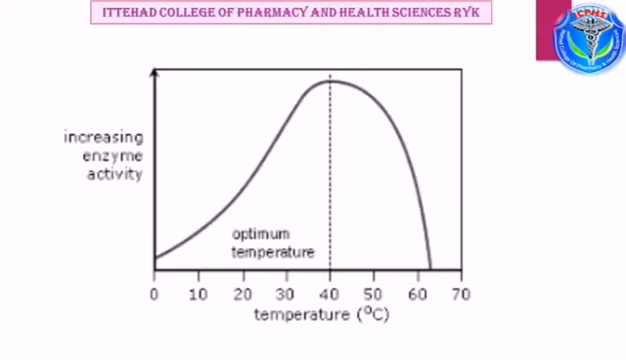 ITTEHAD COLLEGE OF PHARMACY AND HEALTH SCIENCES RYK
ICPHS
increasing
enzyme
activity
optimum
temperature
0 10 20 30 40 50 60 70
temperature (⁰C)